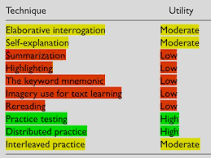 Technique Utility
Elaborative interrogation Moderate
Self-explanation Moderate
Summarization Low
Highlighting Low
The keyword mnemonic Low
Imagery use for text learning Low
Rereading Low
Practice testing High
Distributed practice High
Interleaved practice Moderate